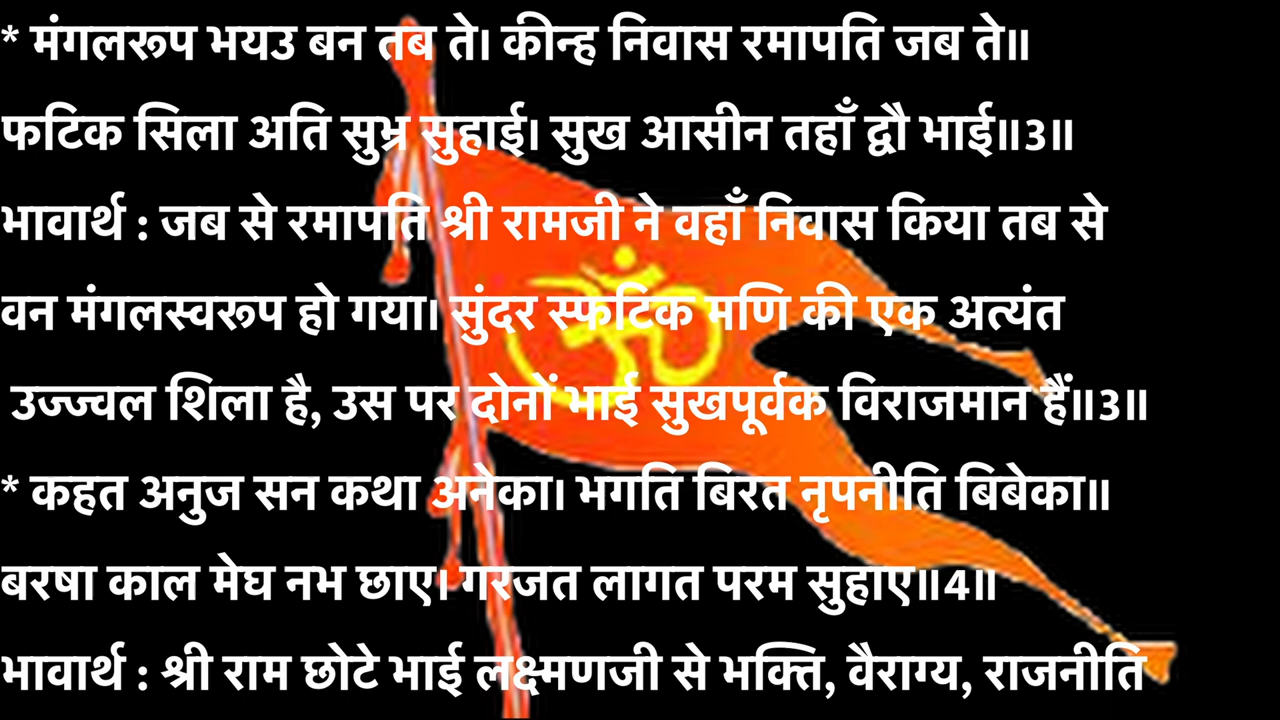 * मंगलरूप भयउ बन तब ते। कीन्ह निवास रमापति जब ते॥
फटिक सिला अति सुभ्र सुहाई। सुख आसीन तहाँ द्वौ भाई॥3॥
भावार्थ : जब से रमापति श्री रामजी ने वहाँ निवास किया तब से
वन मंगलस्वरूप हो गया। सुंदर स्फटिक मणि की एक अत्यंत
उज्ज्वल शिला है, उस पर दोनों भाई सुखपूर्वक विराजमान हैं॥3॥
* कहत अनुज सन कथा अनेका। भगति बिरत नृपनीति बिबेका॥
बरषा काल मेघ नभ छाए। गरजत लागत परम सुहाए॥4॥
भावार्थ : श्री राम छोटे भाई लक्ष्मणजी से भक्ति, वैराग्य, राजनीति
ॐ